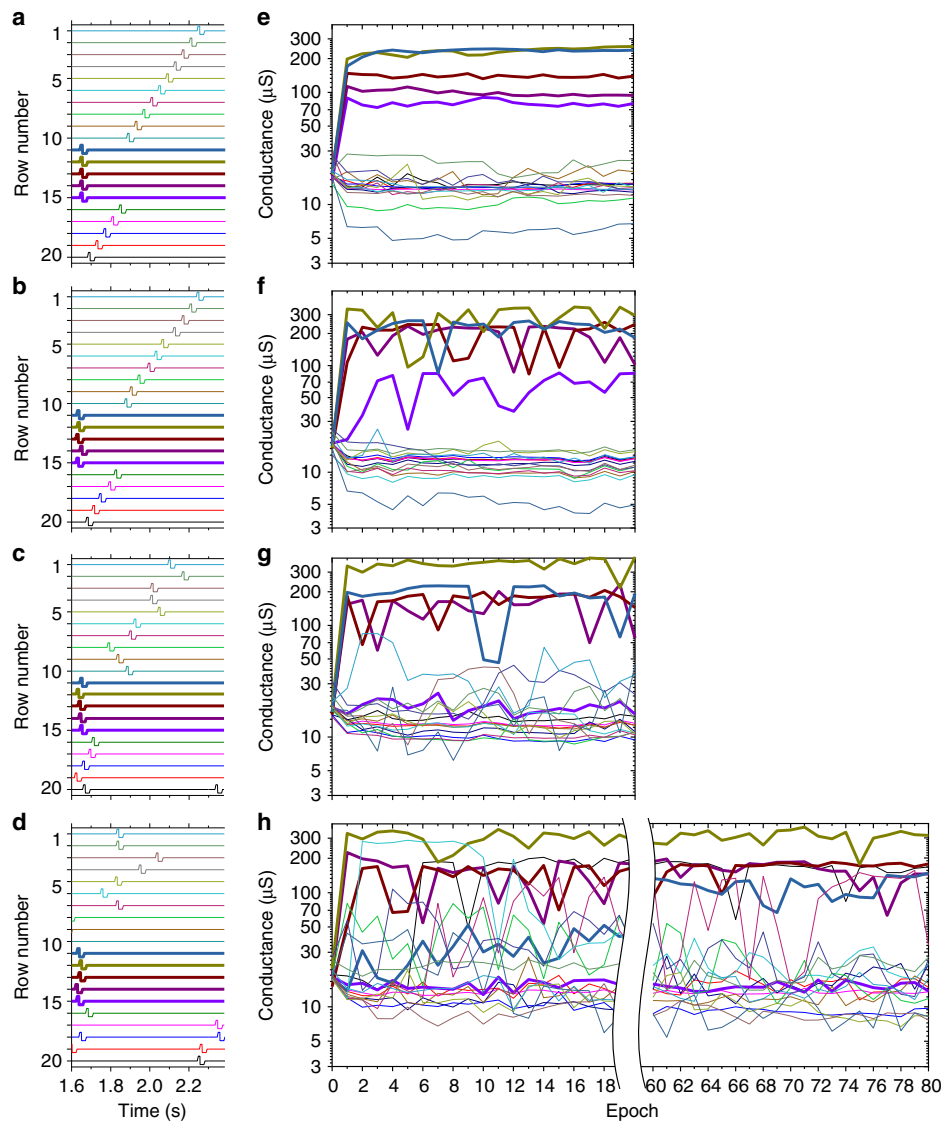 a
Row number
1
5
10
15
20
b
Row number
1
5
10
15
20
c
Row number
1
5
10
15
20
d
Row number
1
5
10
15
20
1.6 2.0 2.2
Time (s)
e
Conductance (µS)
300
200
100
70
50
30
10
5
3
f
Conductance (µS)
300
200
100
70
50
30
10
5
3
g
Conductance (µS)
300
200
100
70
50
30
10
5
3
h
Conductance (µS)
300
200
100
70
50
30
10
5
3
0 2 4 6 8 10 12 14 16 18 60 62 64 66 68 70 72 74 76 78 80
Epoch